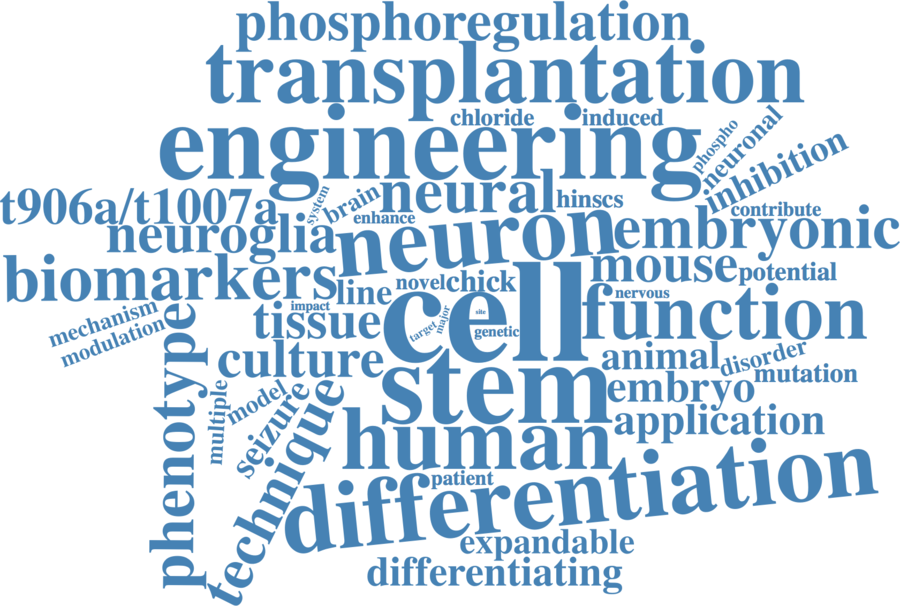 phosphoregulation
transplantation
chloride
induced
engineering
phospho
neuronal
inhibition
t906a/t1007a
system
brain
neural
hinscs
enhance
contribute
neuroglia
neuron
embryonic
biomarkers
mouse
potential
line
novel
chick
nervous
impact
cell
function
mechanism
modulation
tissue
target
major
site
genetic
culture
animal
disorder
phenotype
stem
embryo
mutation
multiple
model
seizure
technique
human
application
patient
differentiation
expandable
differentiating